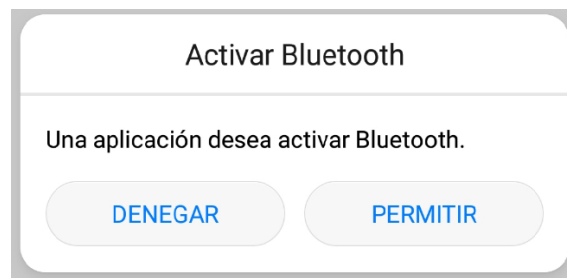 Activar Bluetooth
Una aplicación desea activar Bluetooth.
DENEGAR PERMITIR